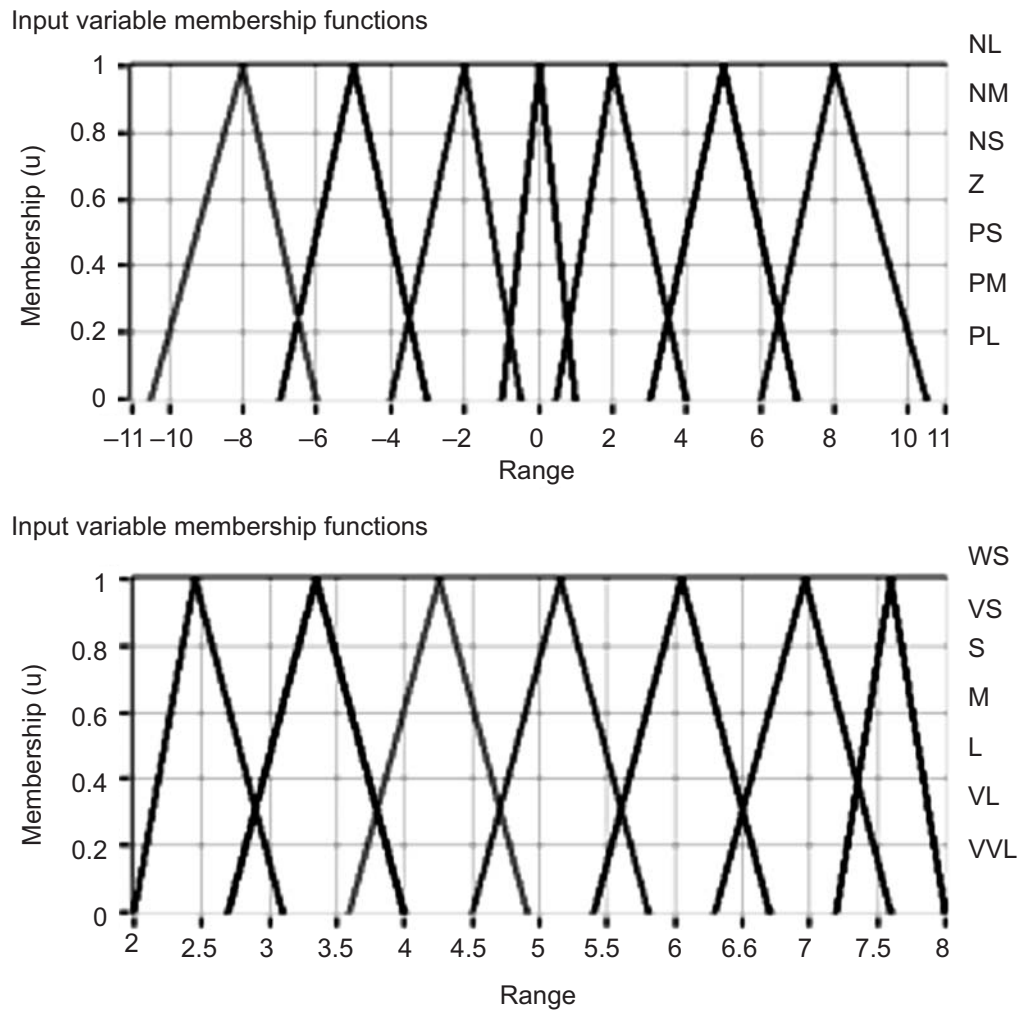 Input variable membership functions
NL
NM
NS
Z
PS
PM
PL
1
0.8
0.6
0.4
0.2
0
Membership (u)
–11 –10 –8 –6 –4 –2 0 2 4 6 8 10 11
Range
Input variable membership functions
WS
VS
S
M
L
VL
VVL
1
0.8
0.6
0.4
0.2
0
Membership (u)
2 2.5 3 3.5 4 4.5 5 5.5 6 6.6 7 7.5 8
Range